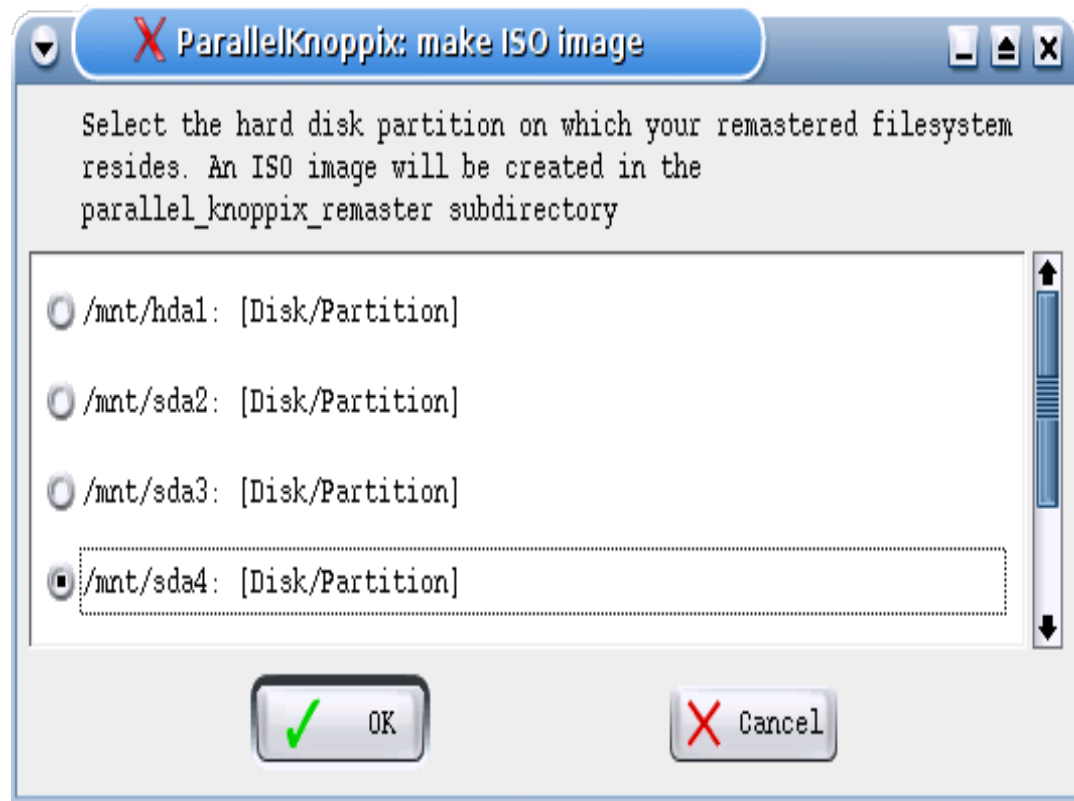 ParallelKnoppix: make ISO image
Select the hard disk partition on which your remastered filesystem
resides. An ISO image will be created in the
parallel_knoppix_remaster subdirectory
/mnt/hda1: [Disk/Partition]
/mnt/sda2: [Disk/Partition]
/mnt/sda3: [Disk/Partition]
/mnt/sda4: [Disk/Partition]
OK
Cancel